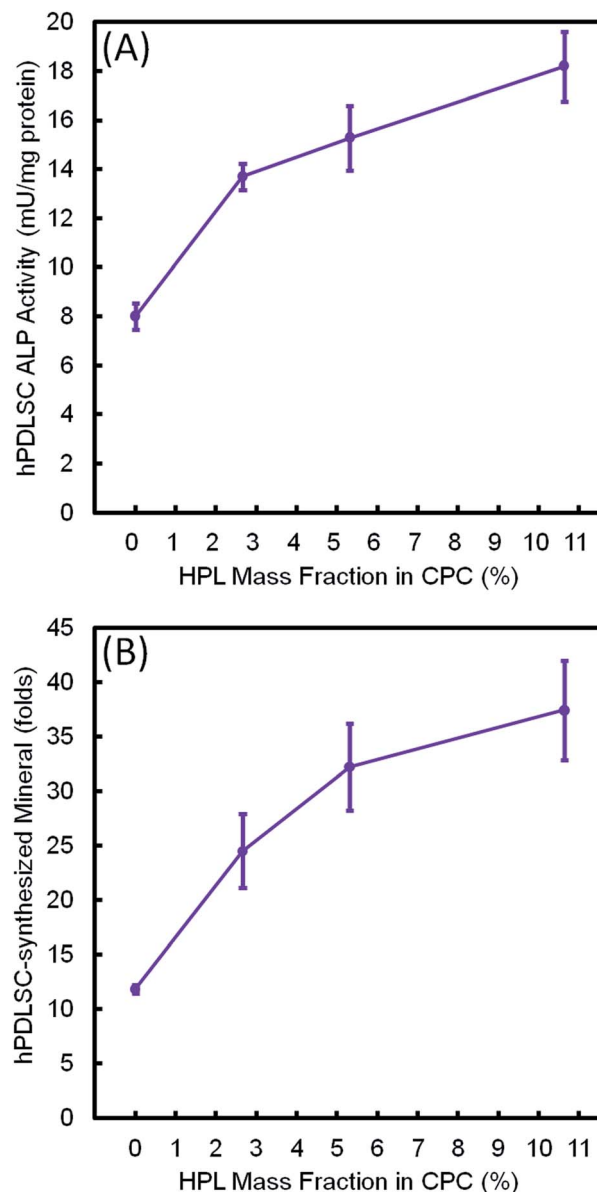 (A)
hPDLSC ALP Activity (mU/mg protein)
20
18
16
14
12
10
8
6
4
2
0
0 1 2 3 4 5 6 7 8 9 10 11
HPL Mass Fraction in CPC (%)
(B)
hPDLSC-synthesized Mineral (folds)
45
40
35
30
25
20
15
10
5
0
0 1 2 3 4 5 6 7 8 9 10 11
HPL Mass Fraction in CPC (%)